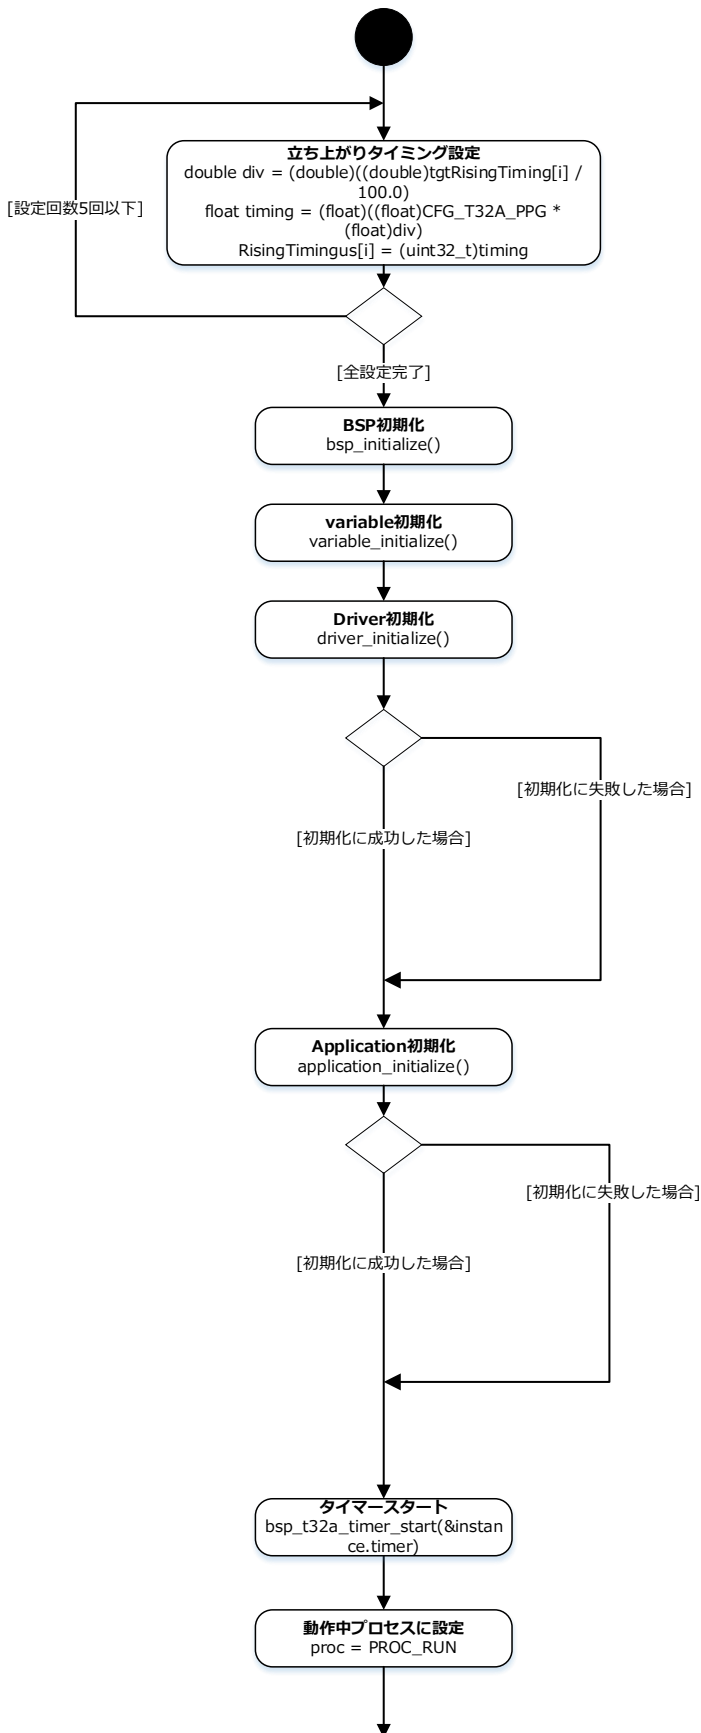 立ち上がりタイミング設定
double div = (double)((double)tgtRisingTiming[i] /
100.0)
float timing = (float)((float)CFG_T32A_PPG *
(float)div)
RisingTimingus[i] = (uint32_t)timing
[設定回数5回以下]
[全設定完了]
BSP初期化
bsp_initialize()
variable初期化
variable_initialize()
Driver初期化
driver_initialize()
[初期化に失敗した場合]
[初期化に成功した場合]
Application初期化
application_initialize()
[初期化に失敗した場合]
[初期化に成功した場合]
タイマースタート
bsp_t32a_timer_start(&instan
ce.timer)
動作中プロセスに設定
proc = PROC_RUN